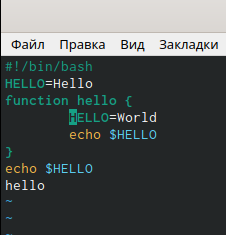 Файл Правка Вид Закладки
#!/bin/bash
HELLO=Hello
function hello {
        HELLO=World
        echo $HELLO
}
echo $HELLO
hello
~
~
~